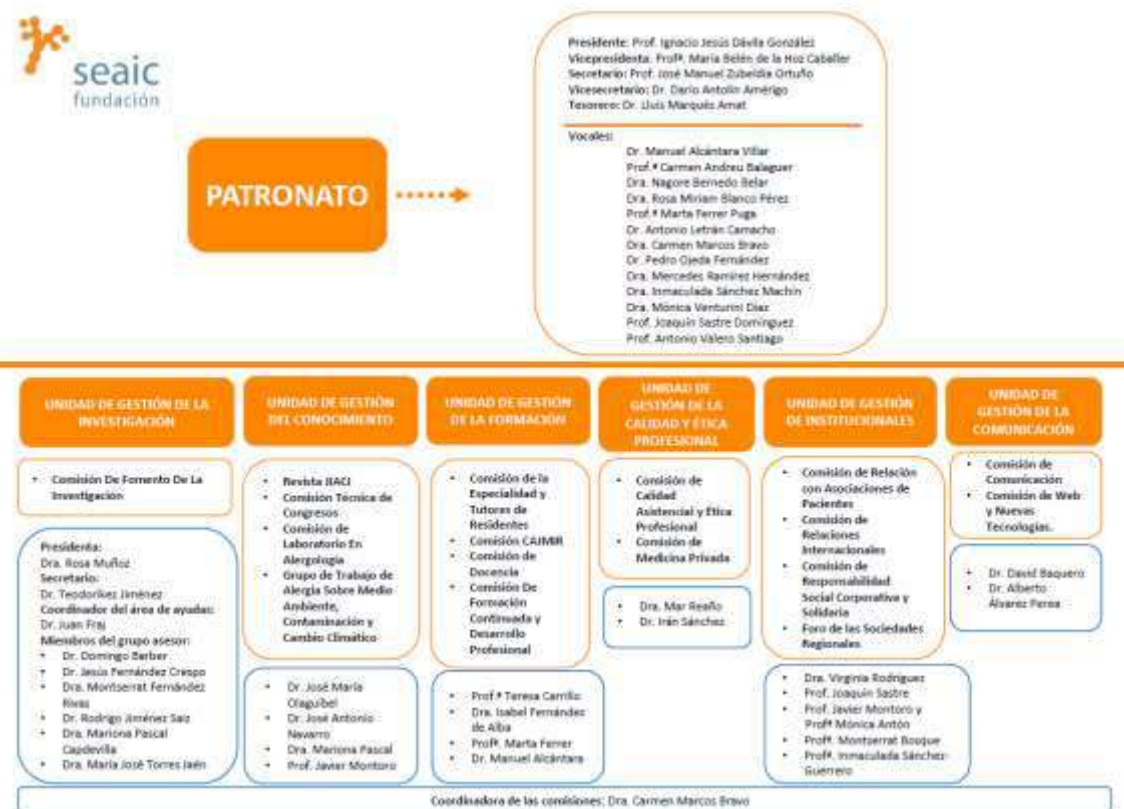 seaic
fundación
Presidente: Prof. Ignacio Jesús Dávila González
Vicepresidenta: Profª. María Belén de la Hoz Caballer
Secretario: Prof. José Manuel Zubeldia Ortuño
Vicesecretario: Dr. Darío Antolín Amérigo
Tesorero: Dr. Lluís Marqués Amat
PATRONATO
Vocales:
Dr. Manuel Alcántara Villar
Prof.ª Carmen Andreu Balaguer
Dra. Nagore Bernedo Belar
Dra. Rosa Miriam Blanco Pérez
Prof.ª Marta Ferrer Puga
Dr. Antonio Letrán Camacho
Dra. Carmen Marcos Bravo
Dr. Pedro Ojeda Fernández
Dra. Mercedes Ramírez Hernández
Dra. Inmaculada Sánchez Machín
Dra. Mónica Venturini Díaz
Prof. Joaquín Sastre Domínguez
Prof. Antonio Valero Santiago
UNIDAD DE GESTIÓN DE LA
INVESTIGACIÓN
• Comisión De Fomento De La
Investigación
Presidenta:
Dra. Rosa Muñoz
Secretario:
Dr. Teodorikez Jiménez
Coordinador del área de ayudas:
Dr. Juan Fraj
Miembros del grupo asesor:
• Dr. Domingo Barber
• Dr. Jesús Fernández Crespo
• Dra. Montserrat Fernández
Rivas
• Dr. Rodrigo Jiménez Saiz
• Dra. Mariona Pascal
Capdevilla
• Dra. María José Torres Jaén
UNIDAD DE GESTIÓN
DEL CONOCIMIENTO
• Revista JIACI
• Comisión Técnica de
Congresos
• Comisión de
Laboratorio En
Alergología
• Grupo de Trabajo de
Alergia Sobre Medio
Ambiente,
Contaminación y
Cambio Climático
• Dr. José María
Olaguibel
• Dr. José Antonio
Navarro
• Dra. Mariona Pascal
• Prof. Javier Montoro
UNIDAD DE GESTIÓN
DE LA FORMACIÓN
• Comisión de la
Especialidad y
Tutores de
Residentes
• Comisión CAJMIR
• Comisión de
Docencia
• Comisión De
Formación
Continuada y
Desarrollo
Profesional
• Prof.ª Teresa Carrillo
• Dra. Isabel Fernández
de Alba
• Profª. Marta Ferrer
• Dr. Manuel Alcántara
UNIDAD DE
GESTIÓN DE LA
CALIDAD Y ÉTICA
PROFESIONAL
• Comisión de
Calidad
Asistencial y Ética
Profesional
• Comisión de
Medicina Privada
• Dra. Mar Reaño
• Dr. Irán Sánchez
UNIDAD DE GESTIÓN
DE INSTITUCIONALES
• Comisión de Relación
con Asociaciones de
Pacientes
• Comisión de
Relaciones
Internacionales
• Comisión de
Responsabilidad
Social Corporativa y
Solidaria
• Foro de las Sociedades
Regionales
• Dra. Virginia Rodríguez
• Prof. Joaquín Sastre
• Prof. Javier Montoro y
Profª Mónica Antón
• Profª. Montserrat Bosque
• Profª. Inmaculada Sánchez-
Guerrero
UNIDAD DE
GESTIÓN DE LA
COMUNICACIÓN
• Comisión de
Comunicación
• Comisión de Web
y Nuevas
Tecnologías.
• Dr. David Baquero
• Dr. Alberto
Álvarez Perea
Coordinadora de las comisiones: Dra. Carmen Marcos Bravo